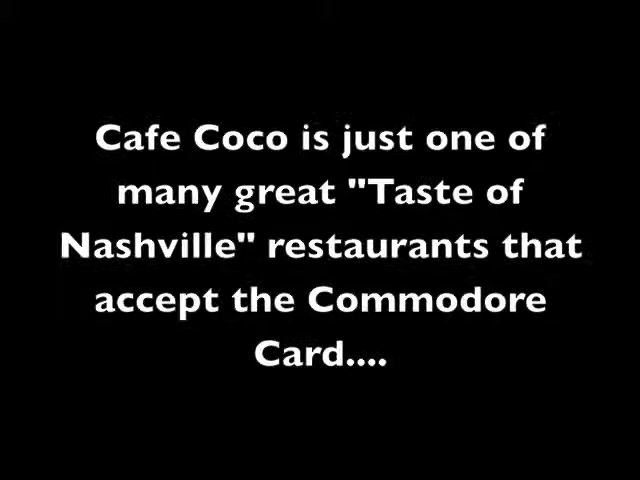 Cafe Coco is just one of
many great "Taste of
Nashville" restaurants that
accept the Commodore
Card....